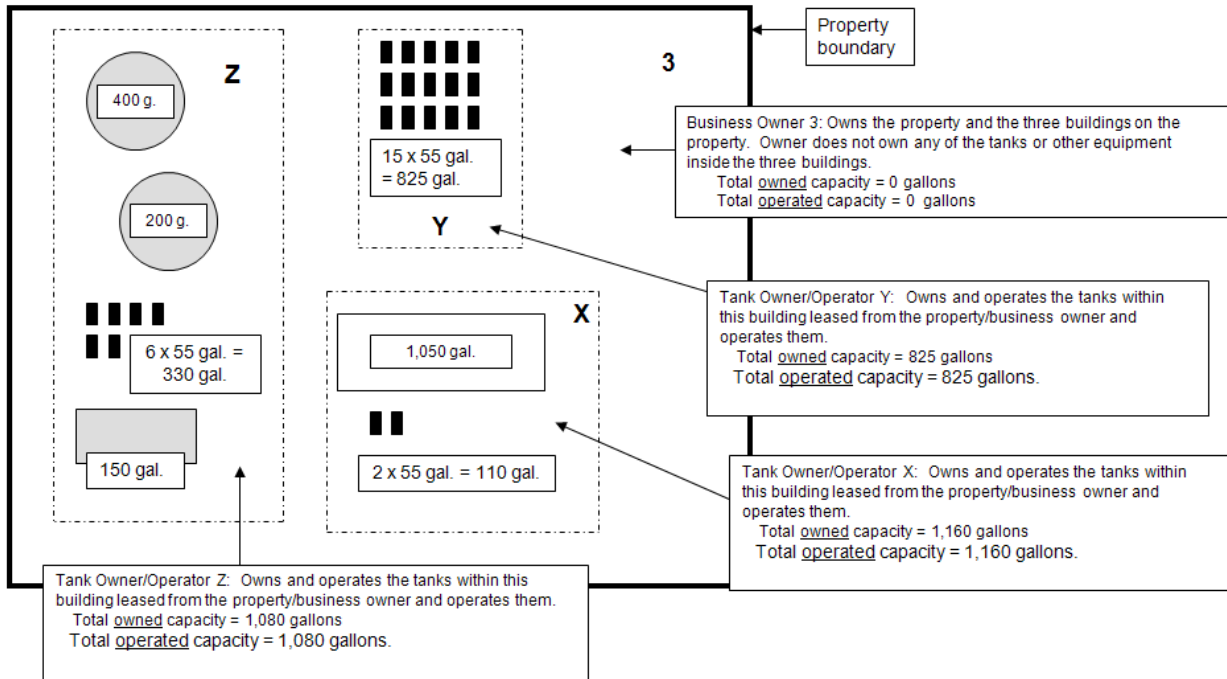 Property
boundary
Z
400 g.
200 g.
6 x 55 gal. =
330 gal.
150 gal.
15 x 55 gal.
= 825 gal.
Y
3
X
1,050 gal.
2 x 55 gal. = 110 gal.
Business Owner 3: Owns the property and the three buildings on the
property. Owner does not own any of the tanks or other equipment
inside the three buildings.
Total owned capacity = 0 gallons
Total operated capacity = 0 gallons
Tank Owner/Operator Y: Owns and operates the tanks within
this building leased from the property/business owner and
operates them.
Total owned capacity = 825 gallons
Total operated capacity = 825 gallons.
Tank Owner/Operator X: Owns and operates the tanks within
this building leased from the property/business owner and
operates them.
Total owned capacity = 1,160 gallons
Total operated capacity = 1,160 gallons.
Tank Owner/Operator Z: Owns and operates the tanks within this
building leased from the property/business owner and operates them.
Total owned capacity = 1,080 gallons
Total operated capacity = 1,080 gallons.